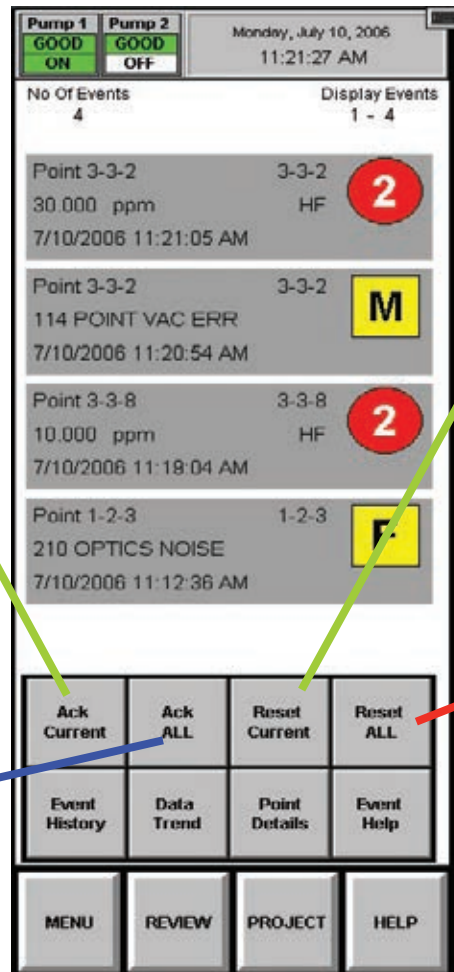 Pump 1 Pump 2
GOOD GOOD
ON OFF
Monday, July 10, 2006
11:21:27 AM
No Of Events
4
Display Events
1 - 4
Point 3-3-2 3-3-2
30.000 ppm HF
7/10/2006 11:21:05 AM
2
Point 3-3-2 3-3-2
114 POINT VAC ERR
7/10/2006 11:20:54 AM
M
Point 3-3-8 3-3-8
10.000 ppm HF
7/10/2006 11:19:04 AM
2
Point 1-2-3 1-2-3
210 OPTICS NOISE
7/10/2006 11:12:36 AM
F
Ack Current
Ack ALL
Reset Current
Reset ALL
Event History
Data Trend
Point Details
Event Help
MENU REVIEW PROJECT HELP